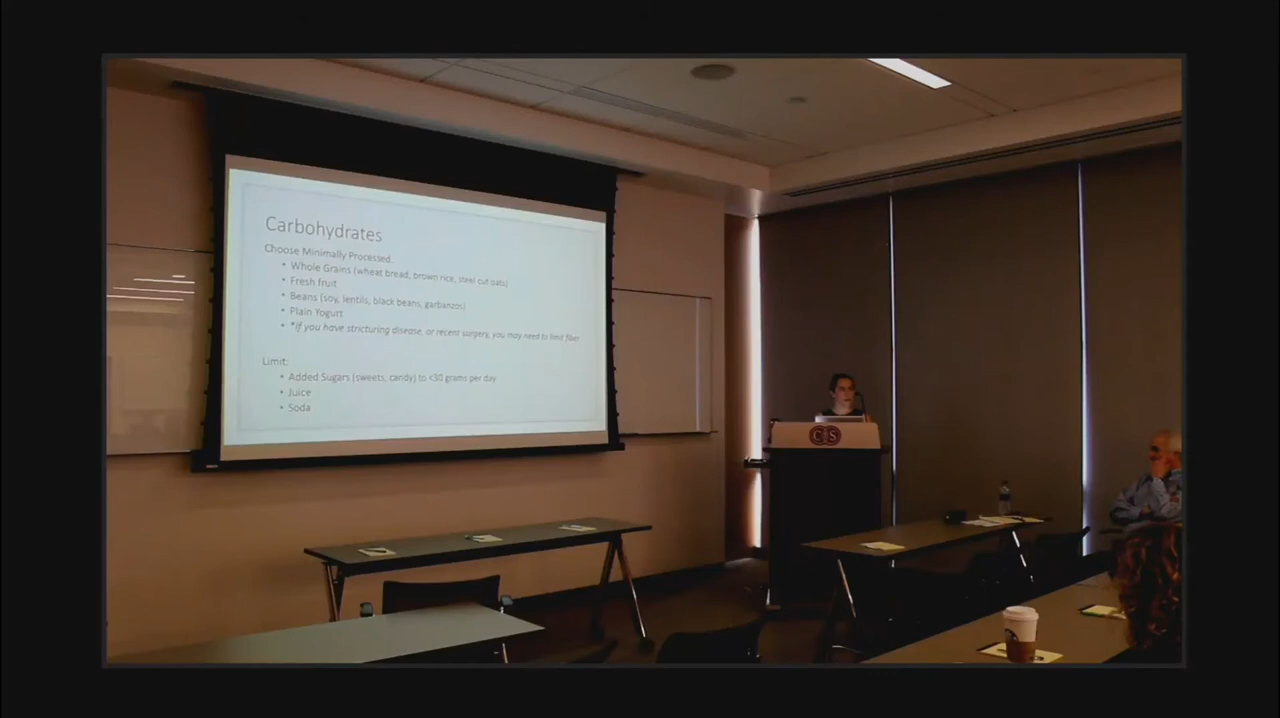 Carbohydrates
Choose Minimally Processed
• Whole Grains (wheat bread, brown rice, steel cut oats)
• Fresh fruit
• Beans (soy, lentils, black beans, garbanzos)
• Plain Yogurt
• *If you have stricturing disease, or recent surgery, you may need to limit fiber
Limit:
• Added Sugars (sweets, candy) to <30 grams per day
• Juice
• Soda
C S